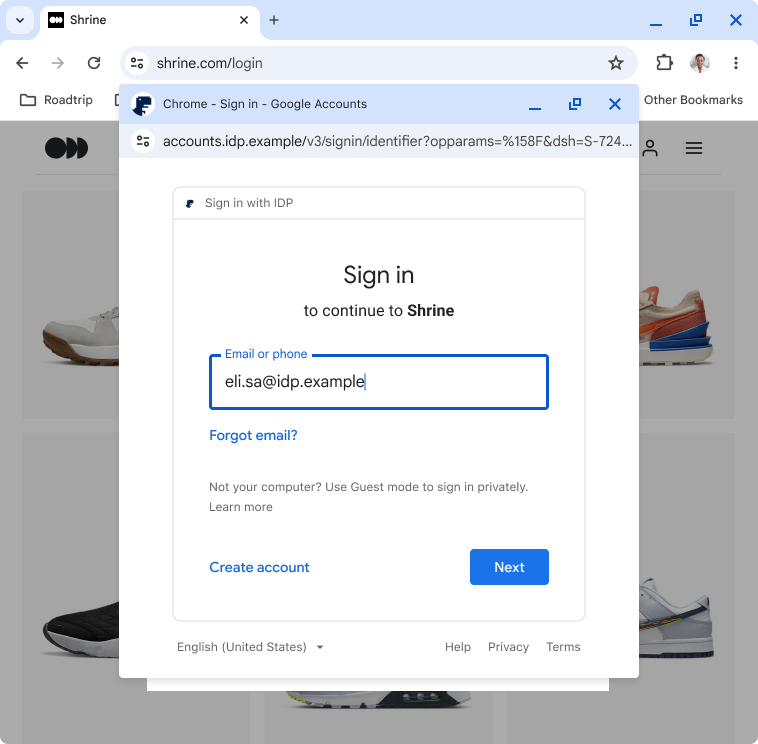 Shrine
shrine.com/login
Roadtrip
Other Bookmarks
Chrome - Sign in - Google Accounts
accounts.idp.example/v3/signin/identifier?opparams=%158F&dsh=S-724...
Sign in with IDP
Sign in
to continue to Shrine
Email or phone
eli.sa@idp.example
Forgot email?
Not your computer? Use Guest mode to sign in privately.
Learn more
Create account
Next
English (United States)
Help Privacy Terms